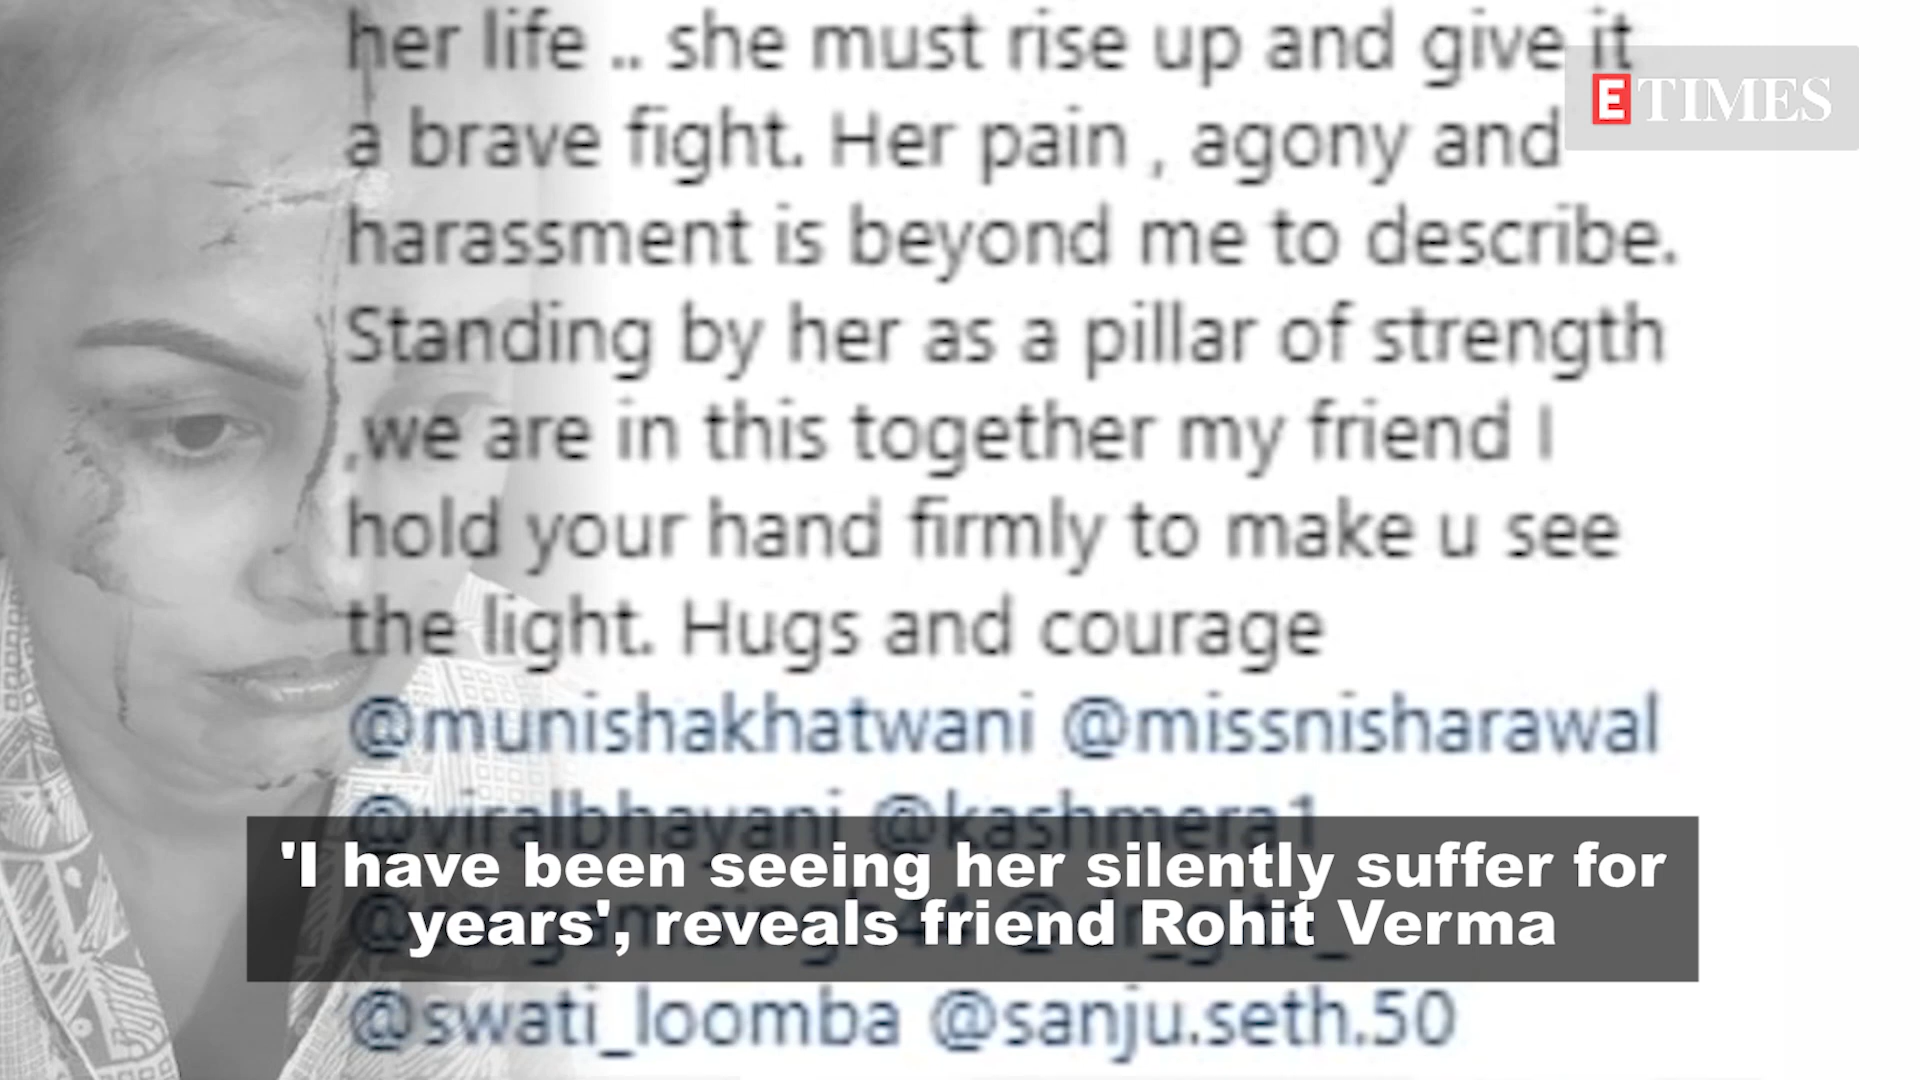 her life .. she must rise up and give it
ETIMES
a brave fight. Her pain , agony and
harassment is beyond me to describe.
Standing by her as a pillar of strength
,we are in this together my friend I
hold your hand firmly to make u see
the light. Hugs and courage
@munishakhatwani @missnisharawal
@viralbhayani @kashmera1
'I have been seeing her silently suffer for
years', reveals friend Rohit Verma
@swati_loomba @sanju.seth.50